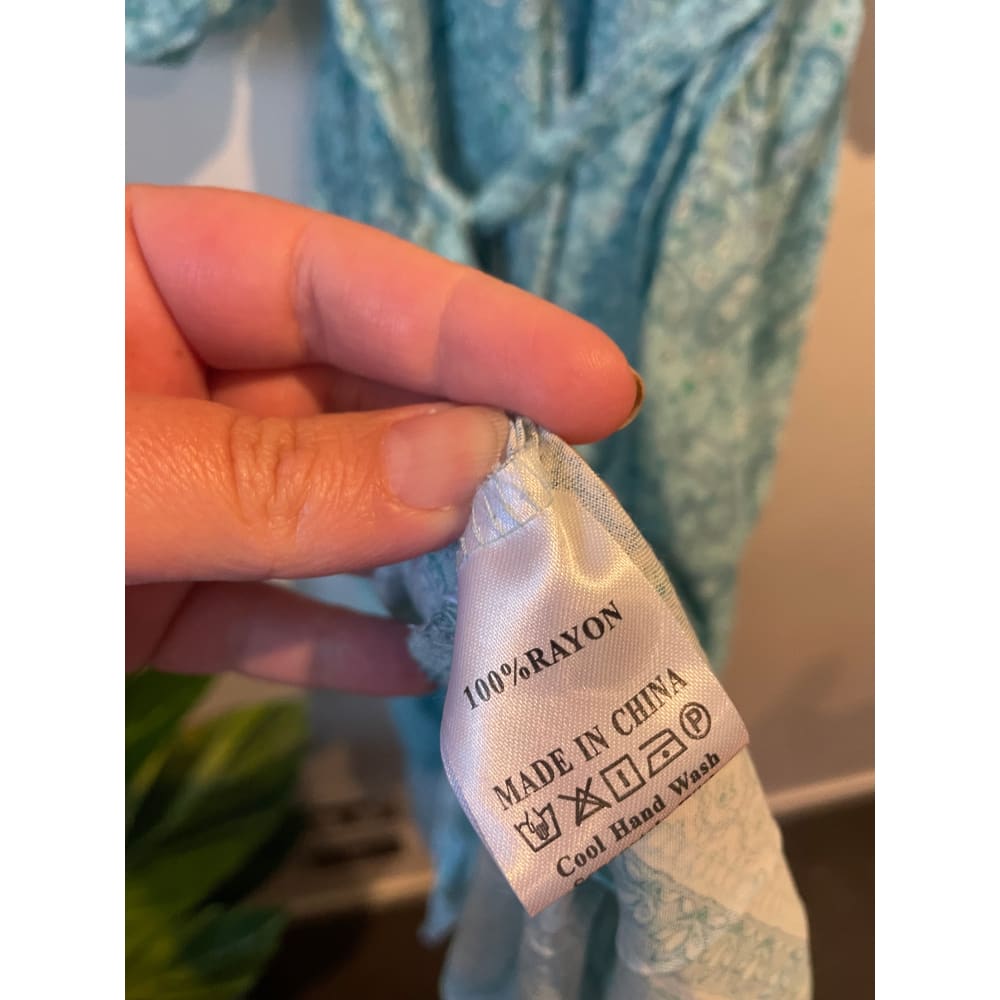 100%RAYON
MADE IN CHINA
P
Cool Hand Wash